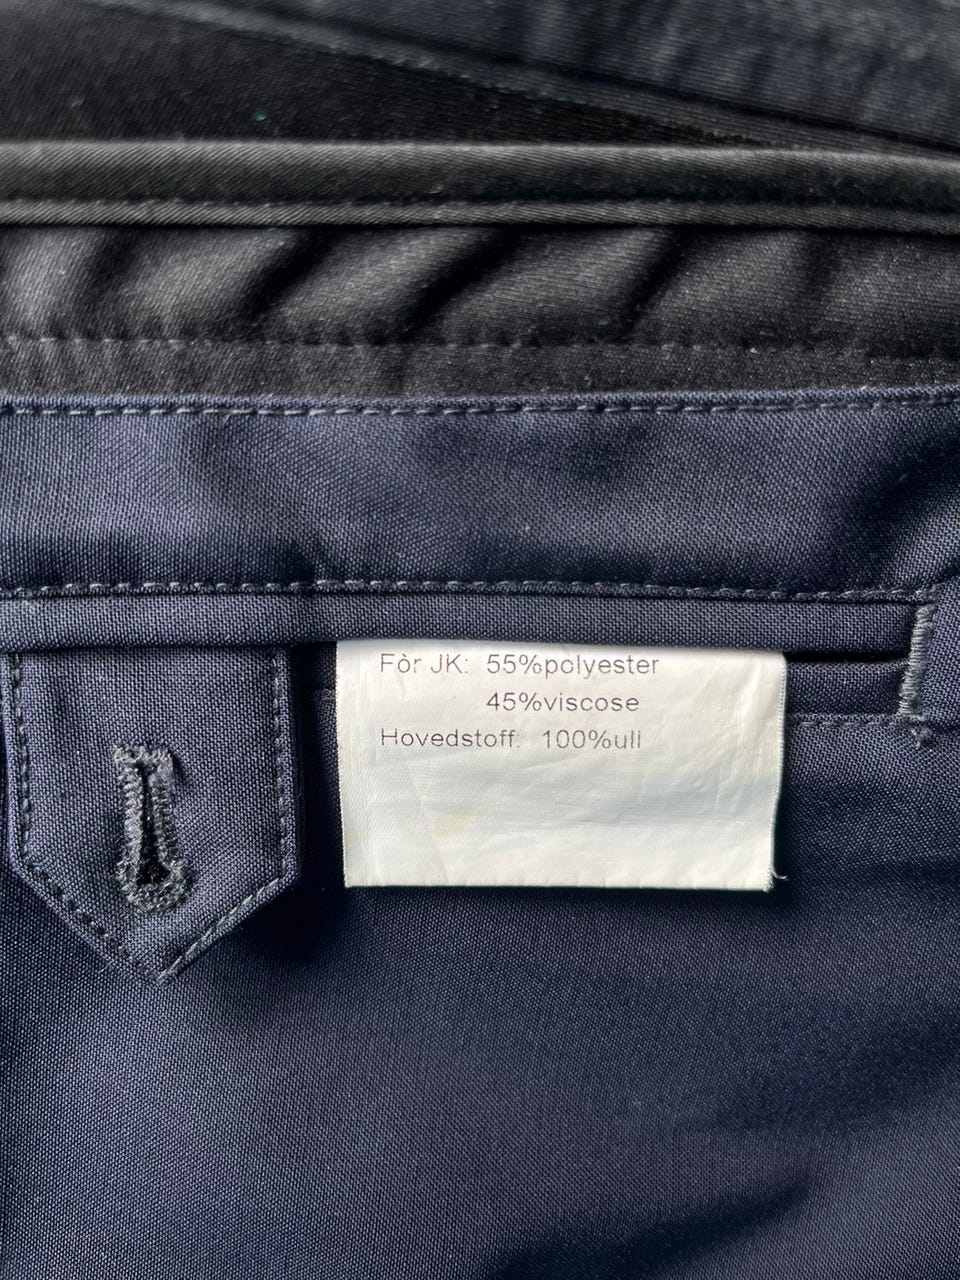 Fòr JK: 55%polyester
45%viscose
Hovedstoff: 100%ull